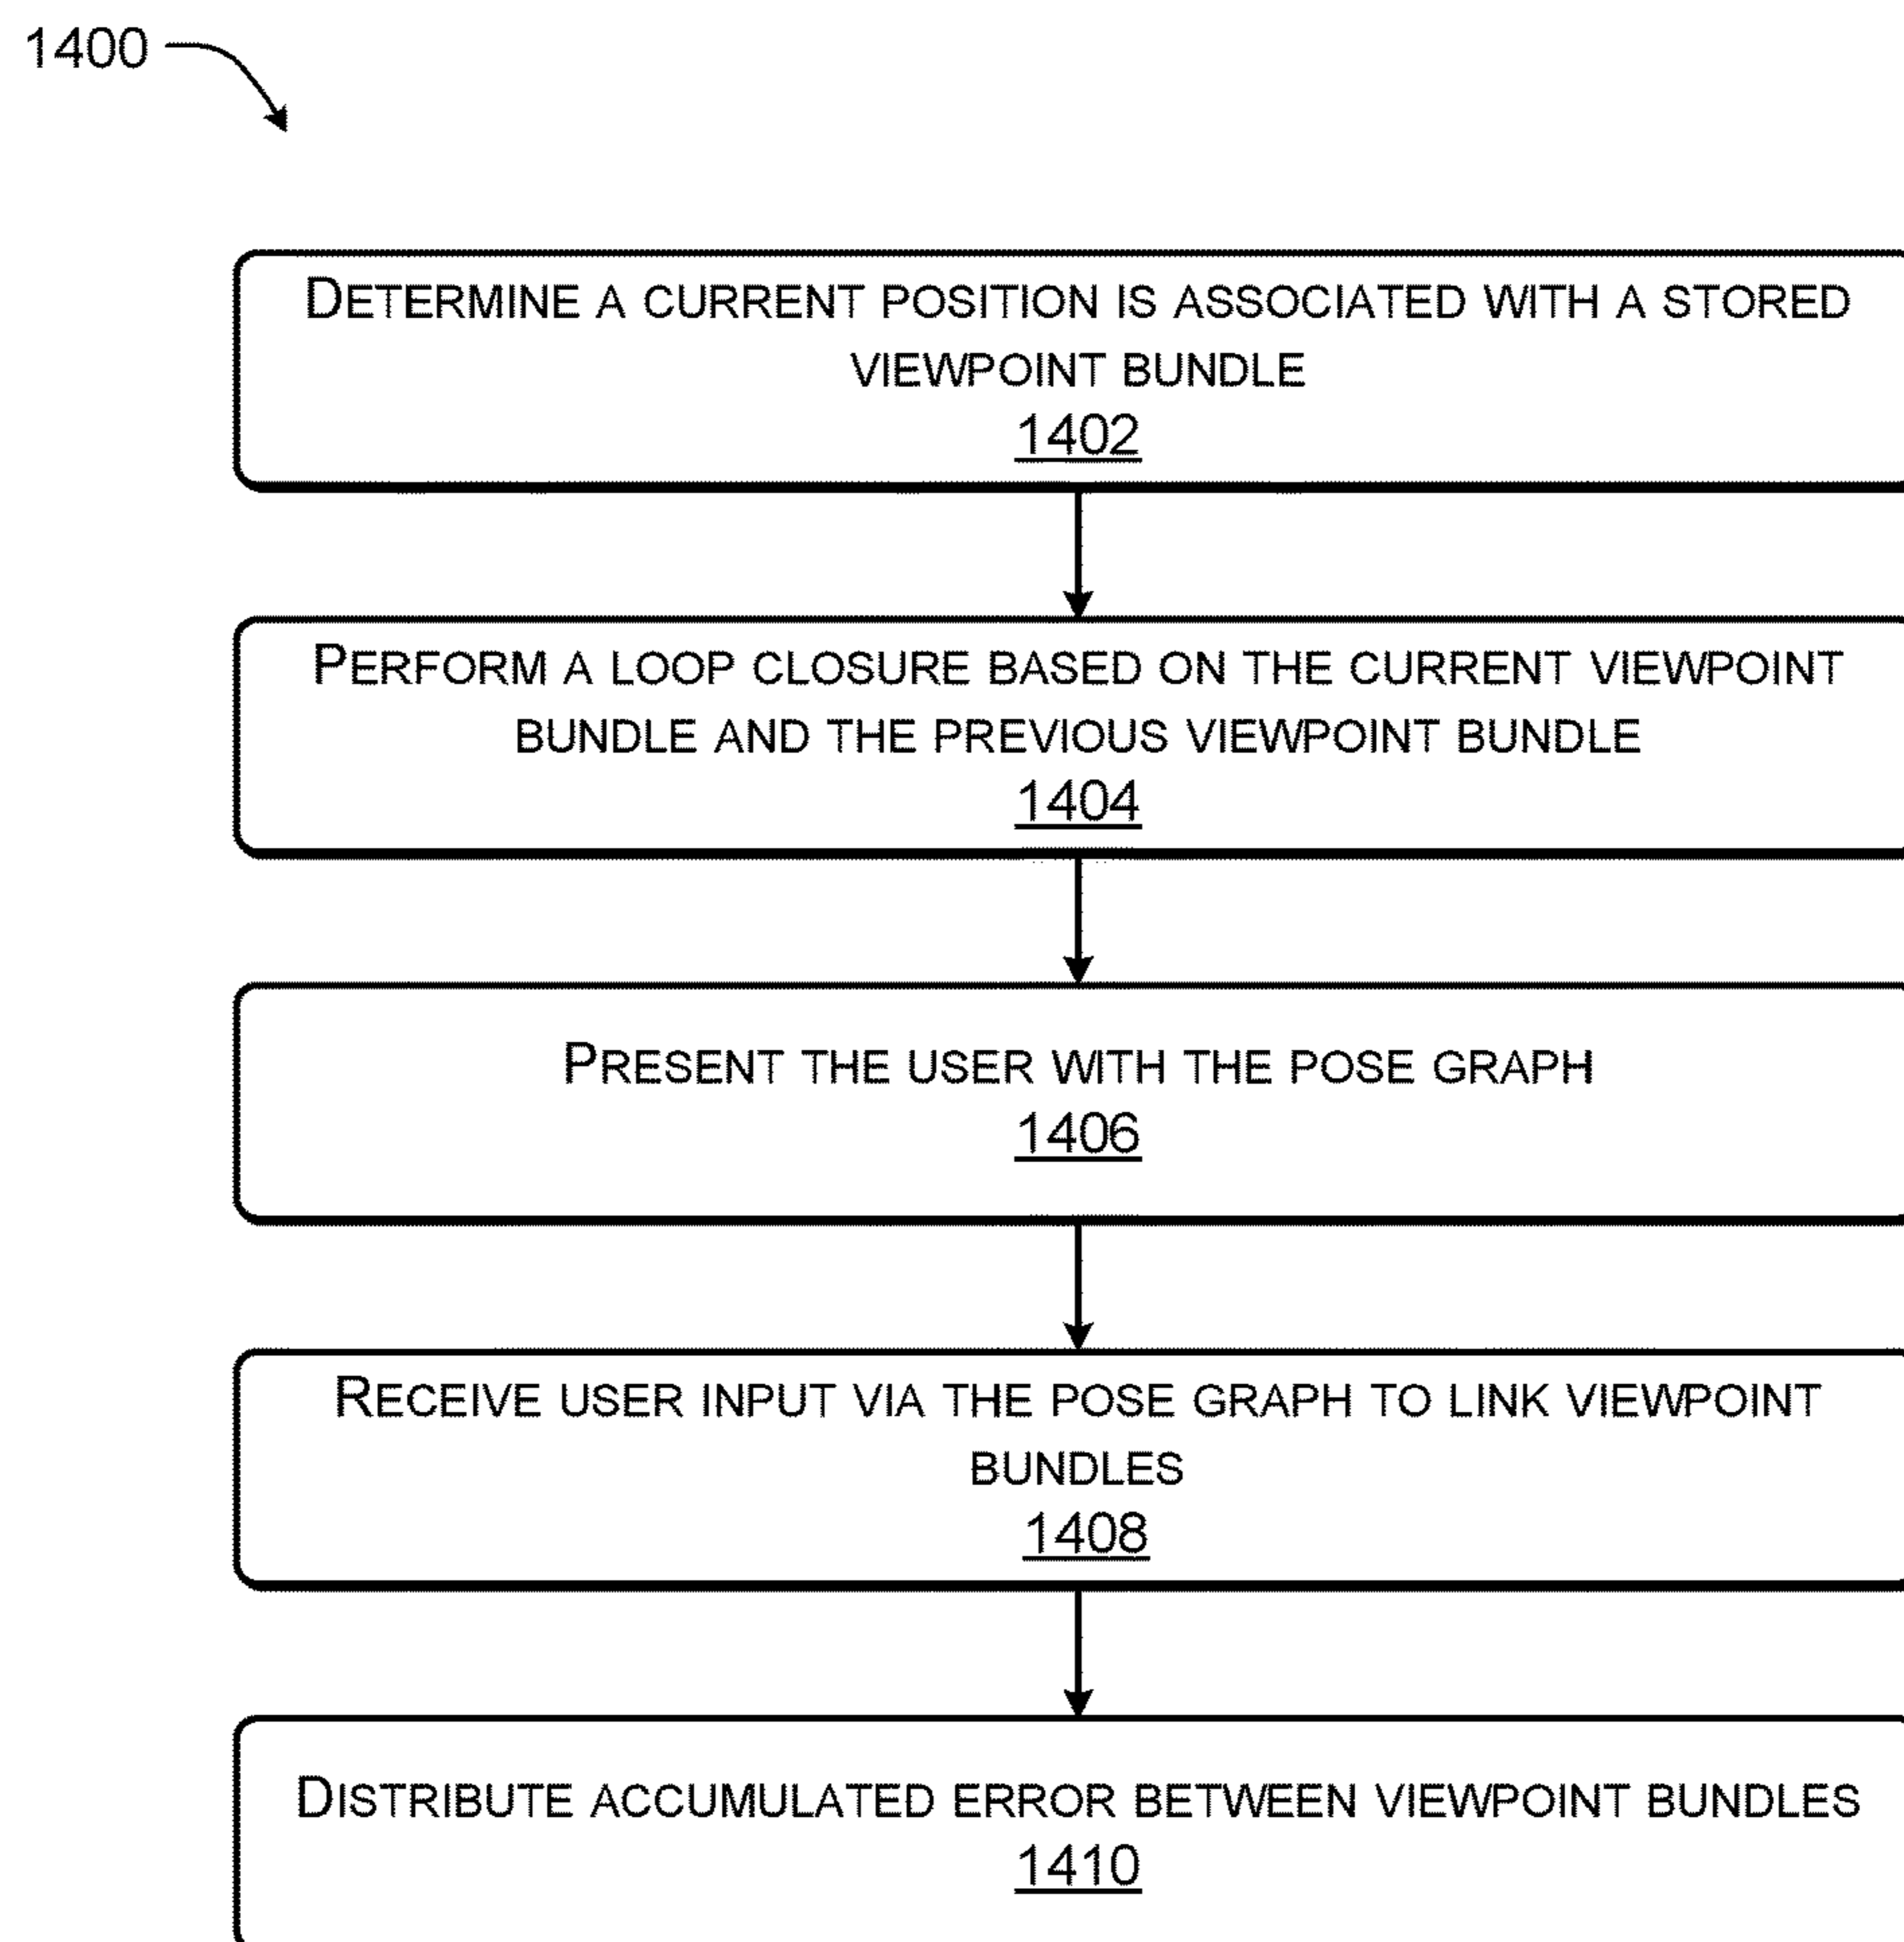 1400
DETERMINE A CURRENT POSITION IS ASSOCIATED WITH A STORED
VIEWPOINT BUNDLE
1402
PERFORM A LOOP CLOSURE BASED ON THE CURRENT VIEWPOINT
BUNDLE AND THE PREVIOUS VIEWPOINT BUNDLE
1404
PRESENT THE USER WITH THE POSE GRAPH
1406
RECEIVE USER INPUT VIA THE POSE GRAPH TO LINK VIEWPOINT
BUNDLES
1408
DISTRIBUTE ACCUMULATED ERROR BETWEEN VIEWPOINT BUNDLES
1410